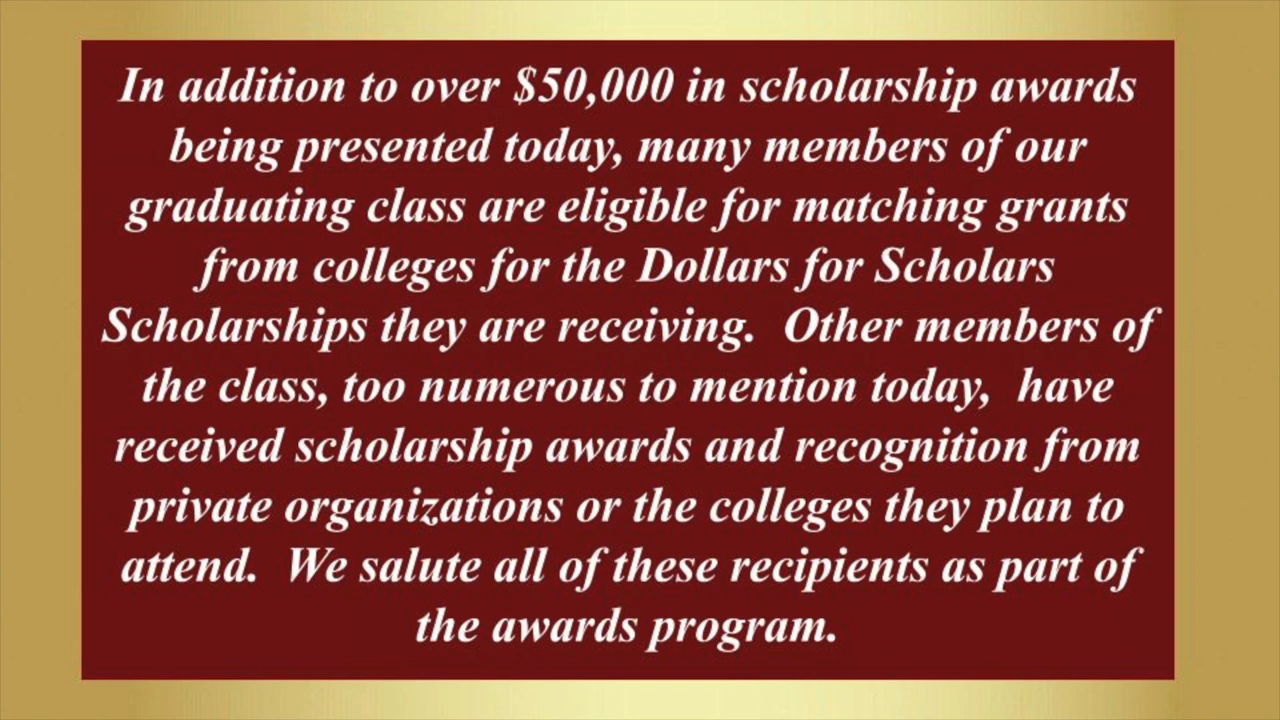 In addition to over $50,000 in scholarship awards
being presented today, many members of our
graduating class are eligible for matching grants
from colleges for the Dollars for Scholars
Scholarships they are receiving.  Other members of
the class, too numerous to mention today,  have
received scholarship awards and recognition from
private organizations or the colleges they plan to
attend.  We salute all of these recipients as part of
the awards program.